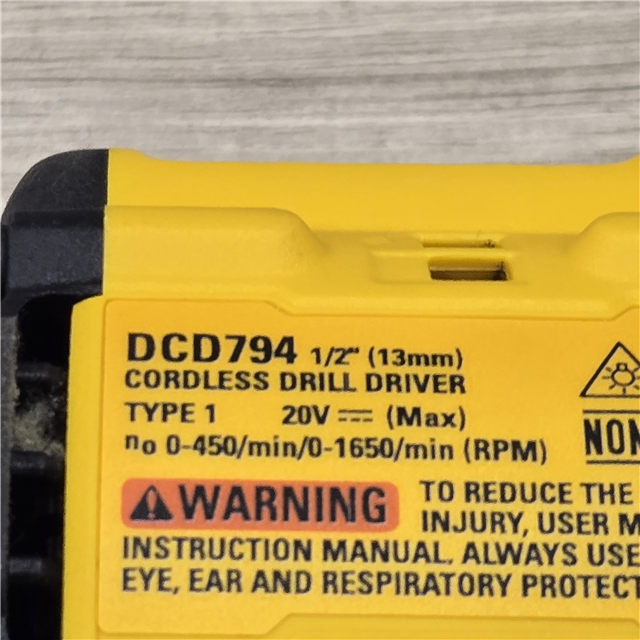 DCD794 1/2" (13mm)
CORDLESS DRILL DRIVER
TYPE 1 20V ⎓ (Max)
no 0-450/min/0-1650/min (RPM)
WARNING TO REDUCE THE
INJURY, USER M
INSTRUCTION MANUAL. ALWAYS USE
EYE, EAR AND RESPIRATORY PROTECT
NON